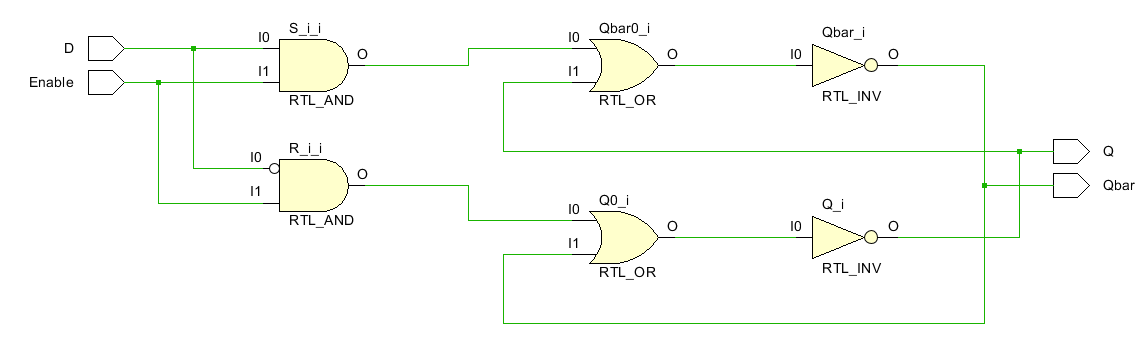 S_i_i
Qbar0_i
Qbar_i
D
I0
O
I0
O
I0
O
Enable
I1
I1
RTL_AND
RTL_OR
RTL_INV
R_i_i
Q
I0
O
Qbar
I1
Q0_i
Q_i
RTL_AND
I0
O
I0
O
I1
RTL_OR
RTL_INV